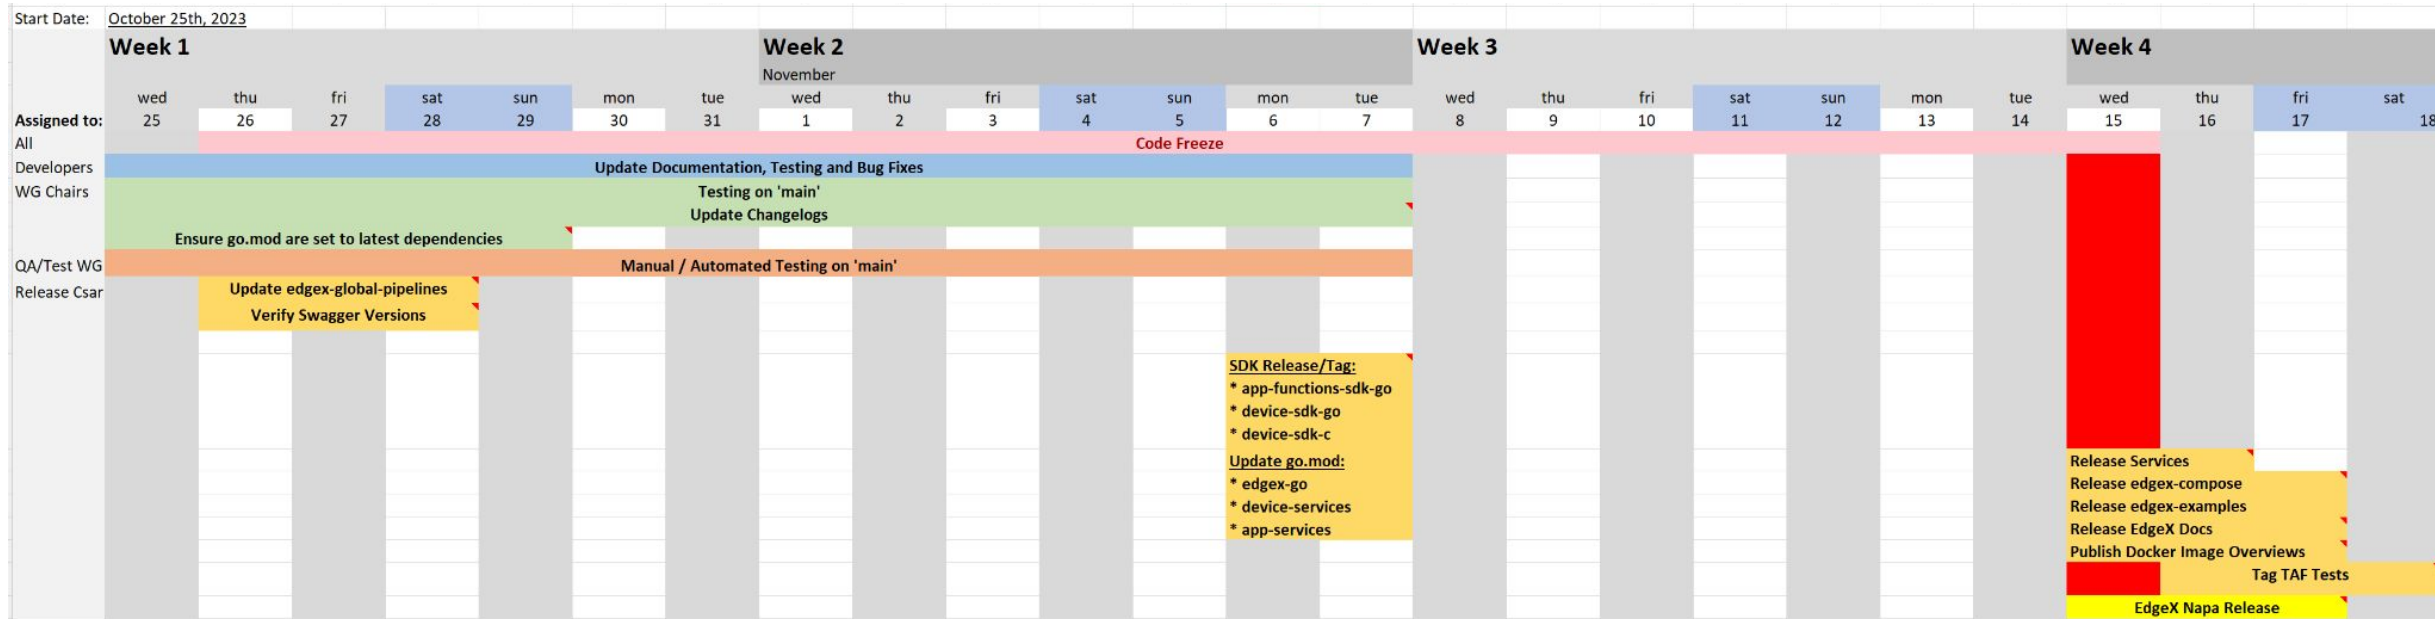 Start Date: October 25th, 2023
Week 1 Week 2 Week 3 Week 4
November
wed thu fri sat sun mon tue wed thu fri sat sun mon tue wed thu fri sat sun mon tue wed thu fri sat
Assigned to: 25 26 27 28 29 30 31 1 2 3 4 5 6 7 8 9 10 11 12 13 14 15 16 17 18
All Code Freeze
Developers Update Documentation, Testing and Bug Fixes
WG Chairs Testing on 'main'
Update Changelogs
Ensure go.mod are set to latest dependencies
QA/Test WG Manual / Automated Testing on 'main'
Release Csar Update edgex-global-pipelines
Verify Swagger Versions
SDK Release/Tag:
* app-functions-sdk-go
* device-sdk-go
* device-sdk-c
Update go.mod:
* edgex-go
* device-services
* app-services
Release Services
Release edgex-compose
Release edgex-examples
Release EdgeX Docs
Publish Docker Image Overviews
Tag TAF Tests
EdgeX Napa Release